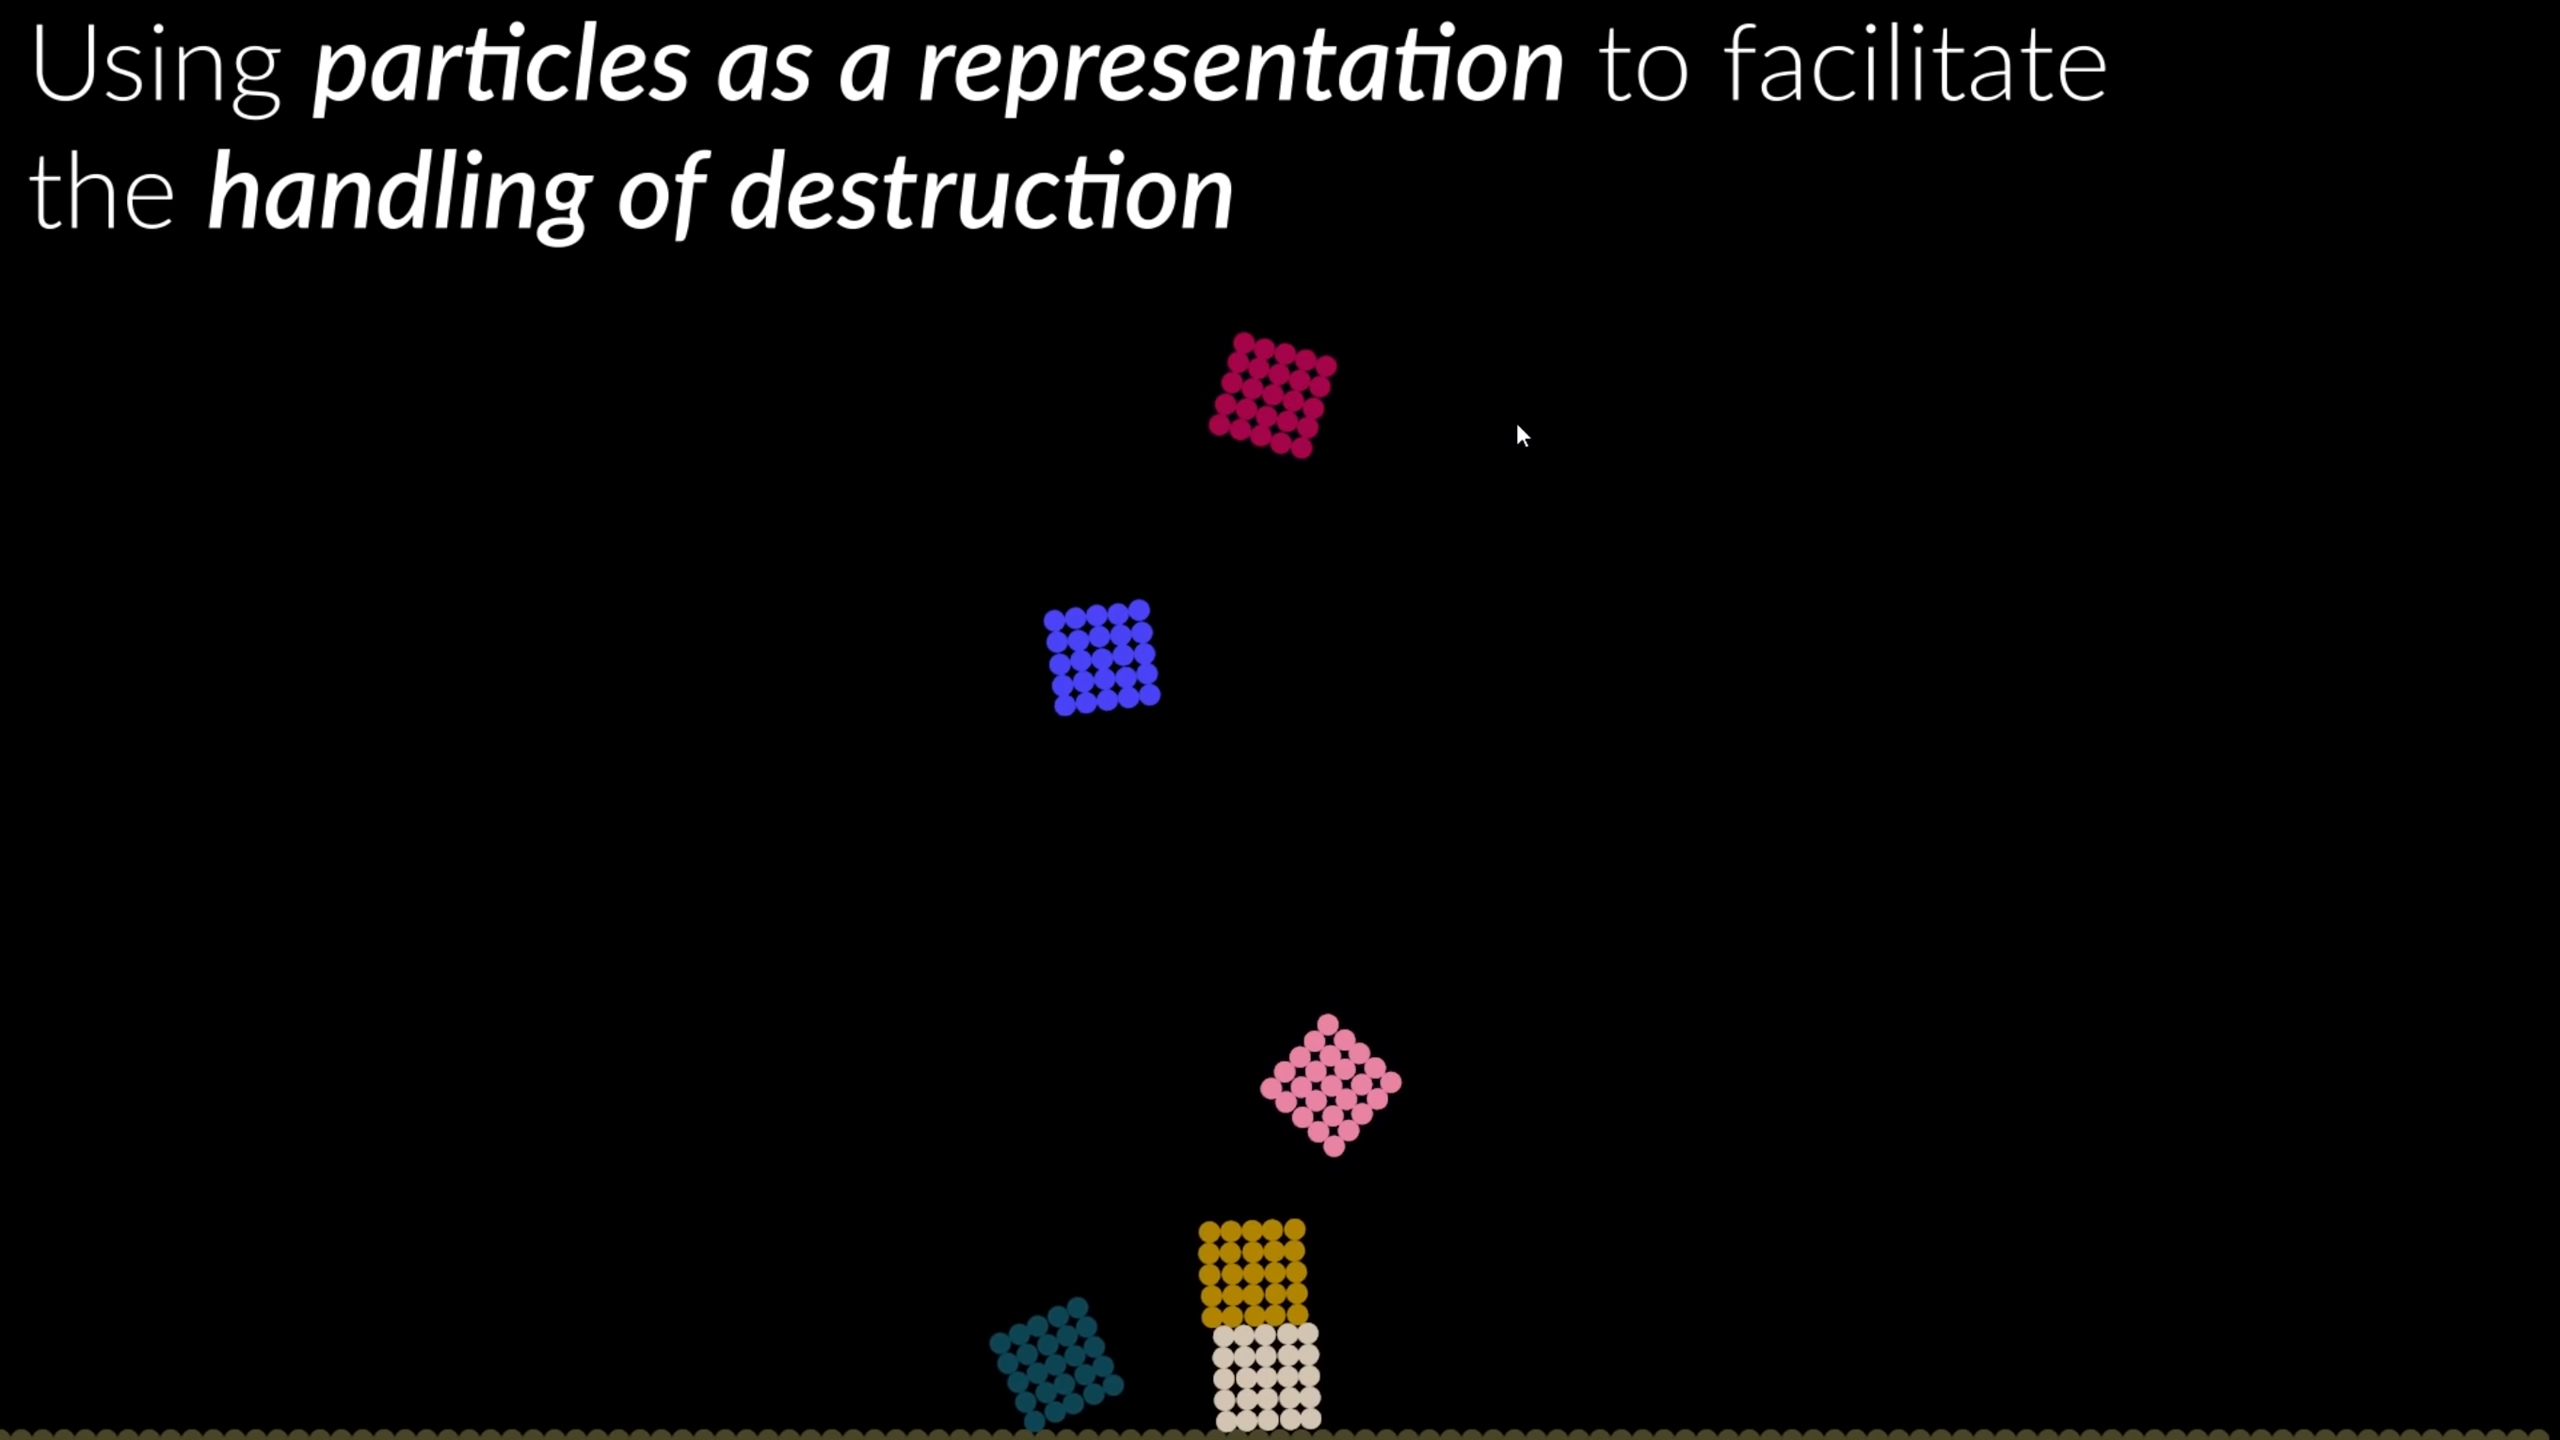 Using particles as a representation to facilitate
the handling of destruction